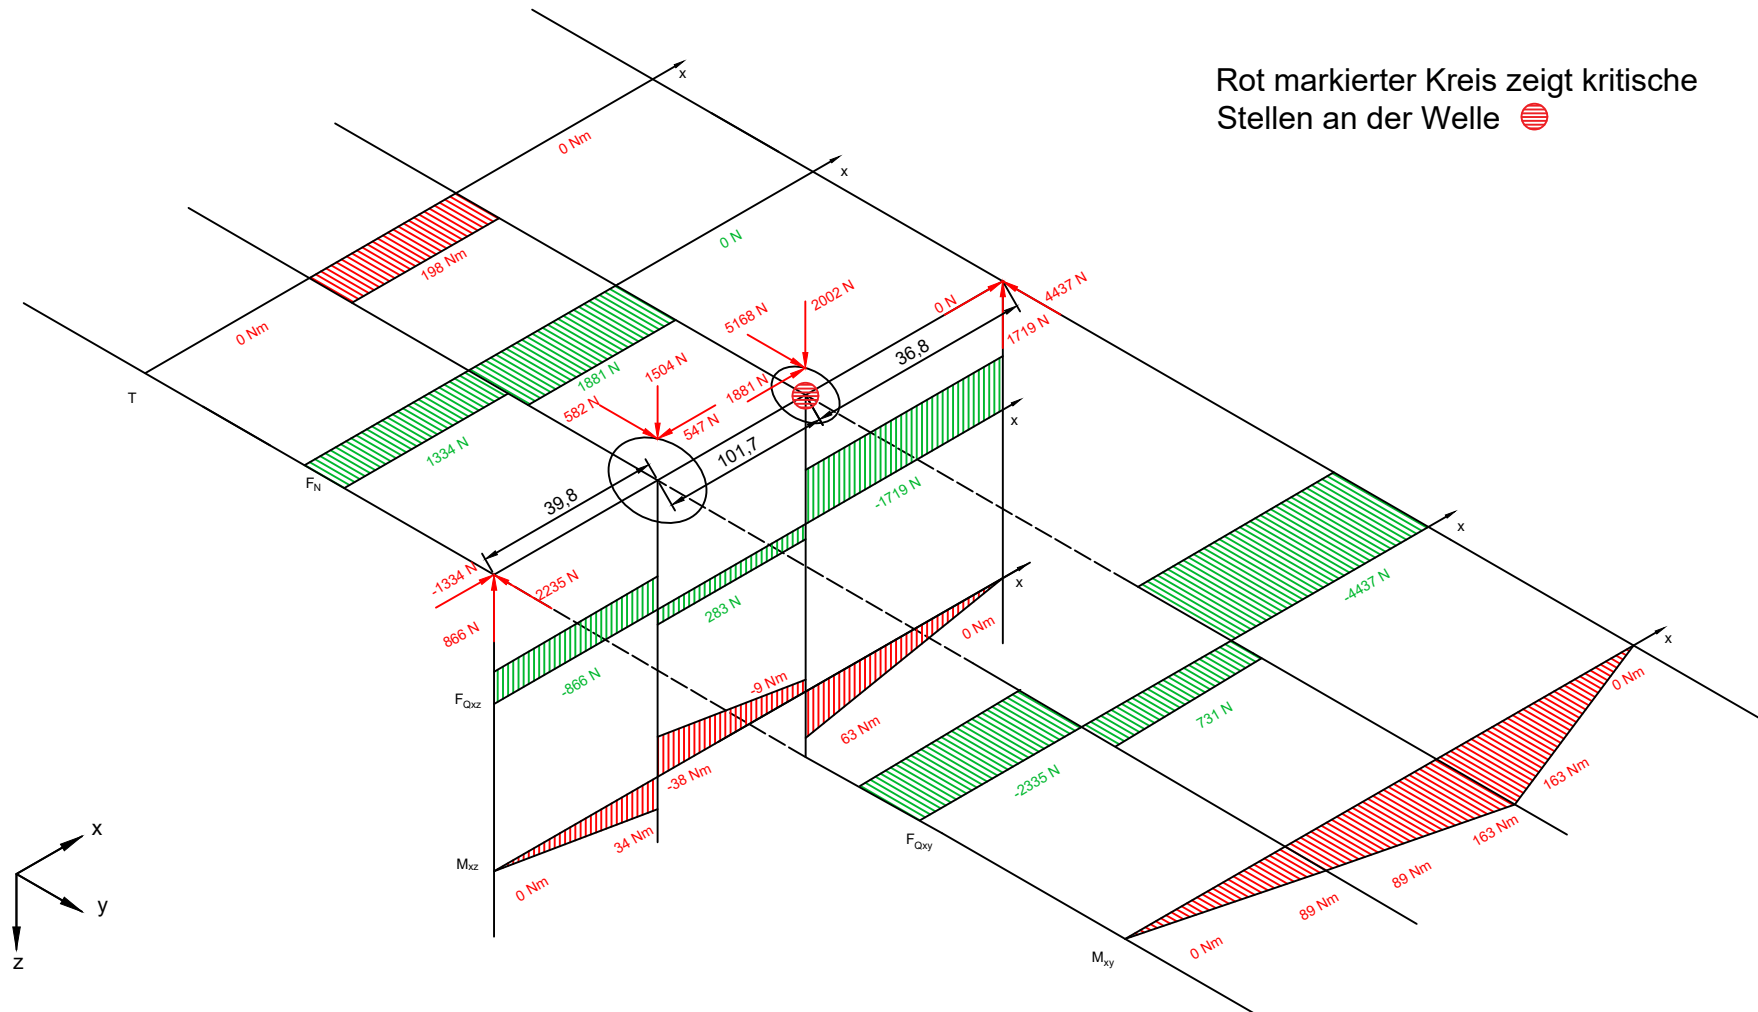 Rot markierter Kreis zeigt kritische
Stellen an der Welle
x
0 Nm
x
198 Nm
0 N
0 Nm
T
2002 N
5168 N
0 N
4437 N
1719 N
36,8
1881 N
1504 N
1881 N
582 N
547 N
1334 N
101,7
x
F_N
39,8
-1719 N
x
-1334 N
2235 N
-4437 N
283 N
866 N
x
0 Nm
x
-866 N
-9 Nm
0 Nm
F_Qxz
731 N
63 Nm
-38 Nm
-2335 N
163 Nm
34 Nm
163 Nm
F_Qxy
M_xz
89 Nm
0 Nm
89 Nm
0 Nm
M_xy
x
y
z